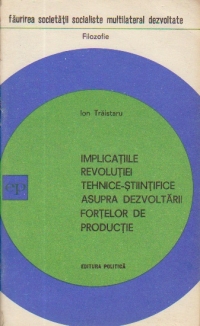 făurirea societății socialiste multilateral dezvoltate
Filozofie
Ion Trăistaru
IMPLICAȚIILE
REVOLUȚIEI
TEHNICE-ȘTIINȚIFICE
ASUPRA DEZVOLTĂRII
FORȚELOR DE
PRODUCȚIE
ep
EDITURA POLITICĂ